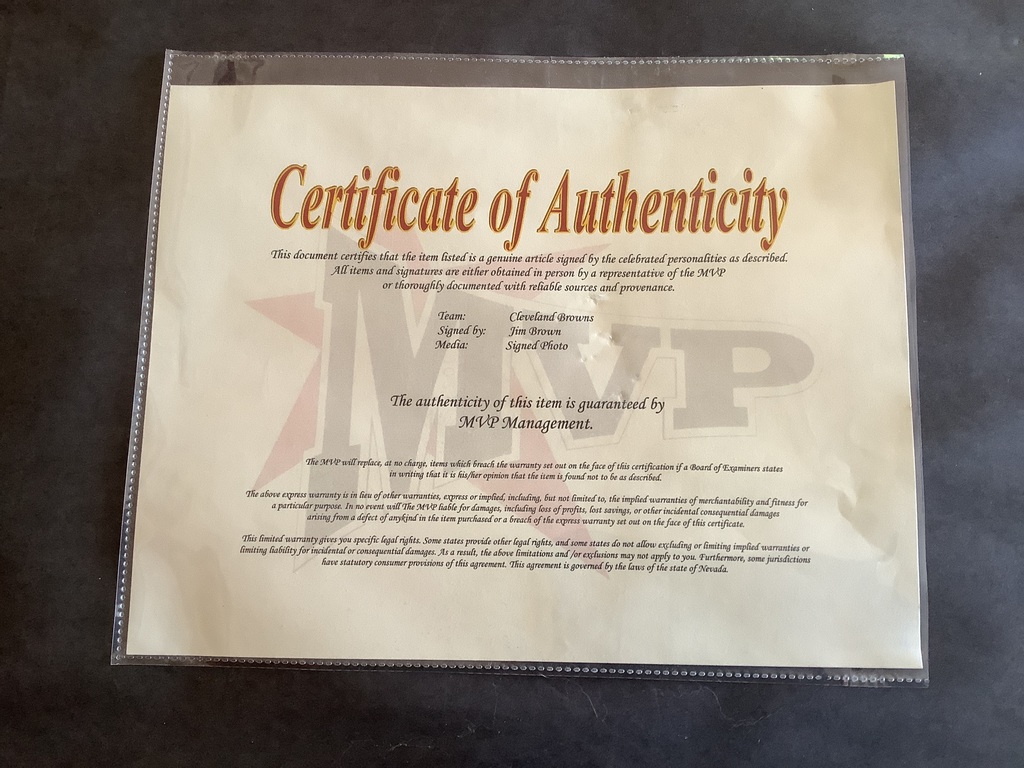 Certificate of Authenticity
This document certifies that the item listed is a genuine article signed by the celebrated personalities as described.
All items and signatures are either obtained in person by a representative of the MVP
or thoroughly documented with reliable sources and provenance.
Team: Cleveland Browns
Signed by: Jim Brown
Media: Signed Photo
MVP
The authenticity of this item is guaranteed by
MVP Management.
The MVP will replace, at no charge, items which breach the warranty set out on the face of this certification if a Board of Examiners states
in writing that it is his/her opinion that the item is found not to be as described.
The above express warranty is in lieu of other warranties, express or implied, including, but not limited to, the implied warranties of merchantability and fitness for
a particular purpose. In no event will The MVP liable for damages, including loss of profits, lost savings, or other incidental consequential damages
arising from a defect of anykind in the item purchased or a breach of the express warranty set out on the face of this certificate.
This limited warranty gives you specific legal rights. Some states provide other legal rights, and some states do not allow excluding or limiting implied warranties or
limiting liability for incidental or consequential damages. As a result, the above limitations and /or exclusions may not apply to you. Furthermore, some jurisdictions
have statutory consumer provisions of this agreement. This agreement is governed by the laws of the state of Nevada.